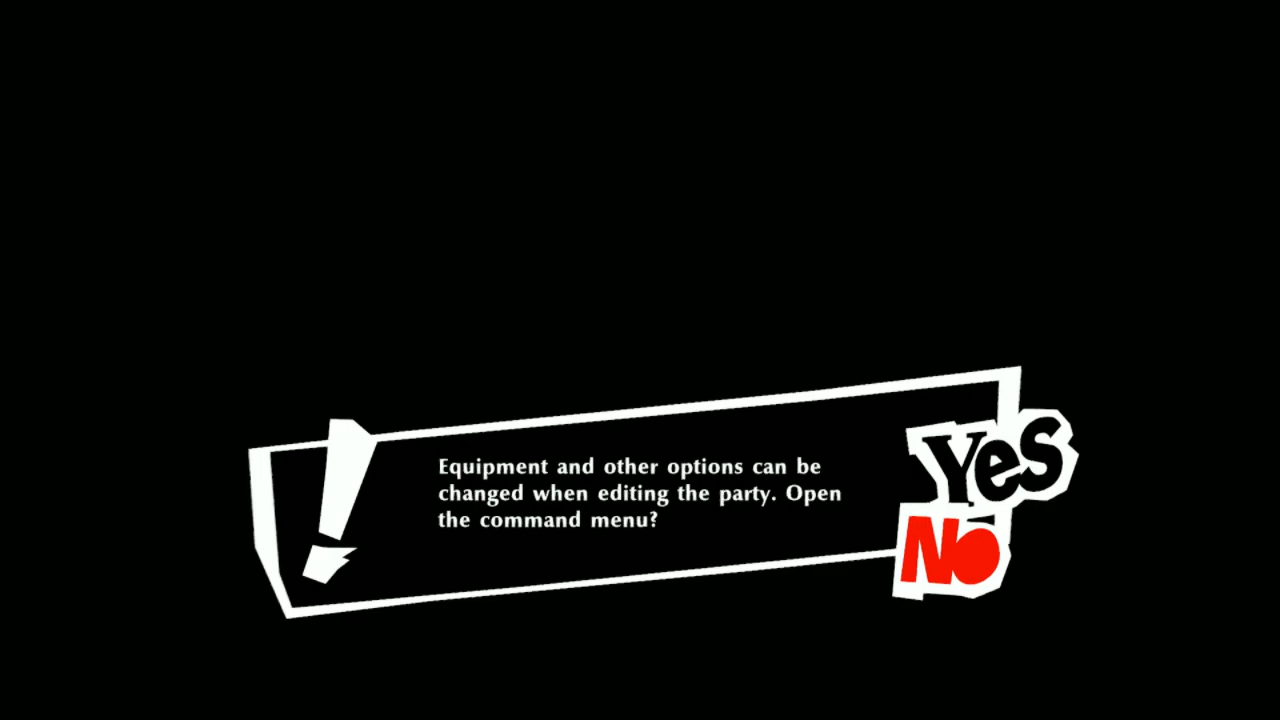 Equipment and other options can be
changed when editing the party. Open
the command menu?
Yes
No